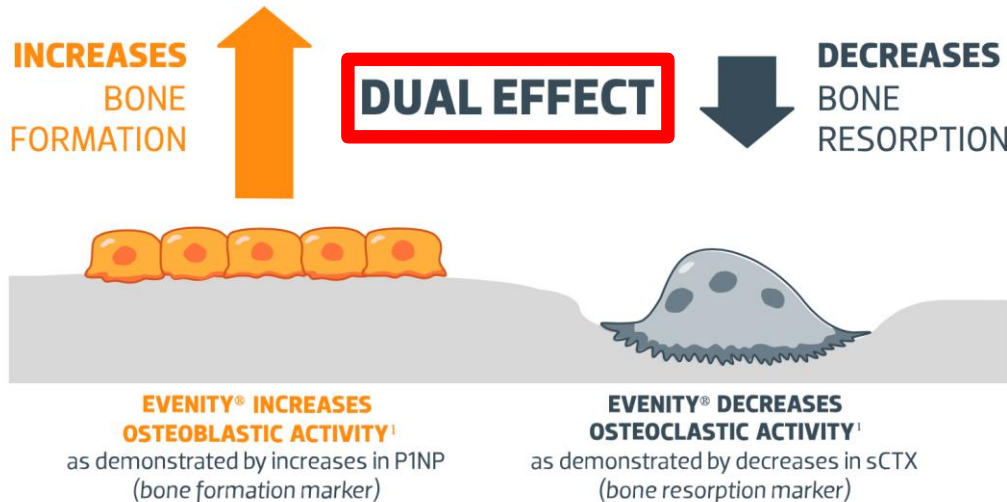 INCREASES
BONE
FORMATION
DUAL EFFECT
DECREASES
BONE
RESORPTION
EVENITY® INCREASES
OSTEOBLASTIC ACTIVITY¹
as demonstrated by increases in P1NP
(bone formation marker)
EVENITY® DECREASES
OSTEOCLASTIC ACTIVITY¹
as demonstrated by decreases in sCTX
(bone resorption marker)